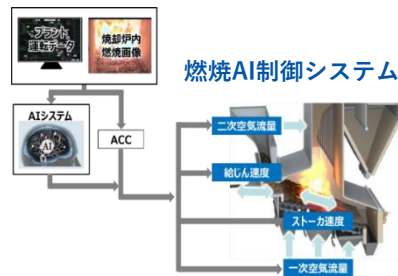 プラント
運転データ
焼却炉内
燃焼画像
燃焼AI制御システム
AIシステム
AI
ACC
二次空気流量
給じん速度
ストーカ速度
一次空気流量